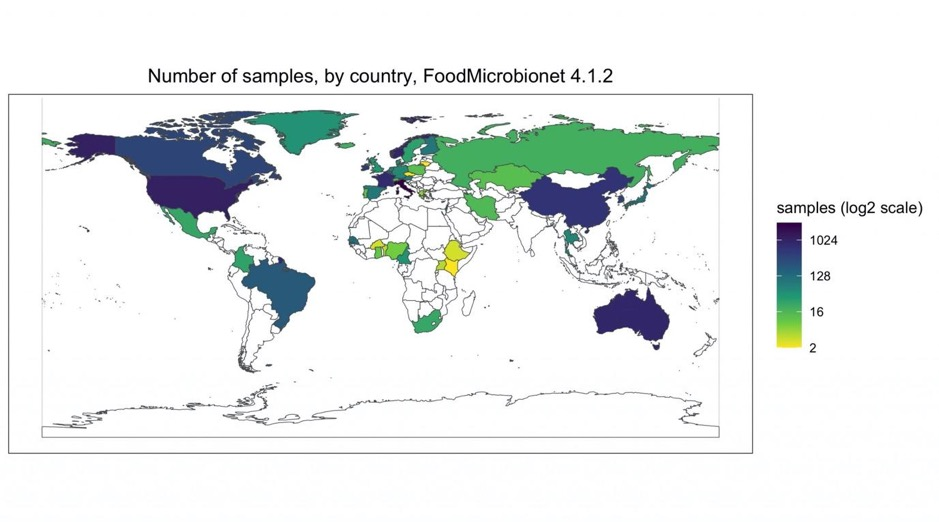 Number of samples, by country, FoodMicrobionet 4.1.2
samples (log2 scale)
1024
128
16
2